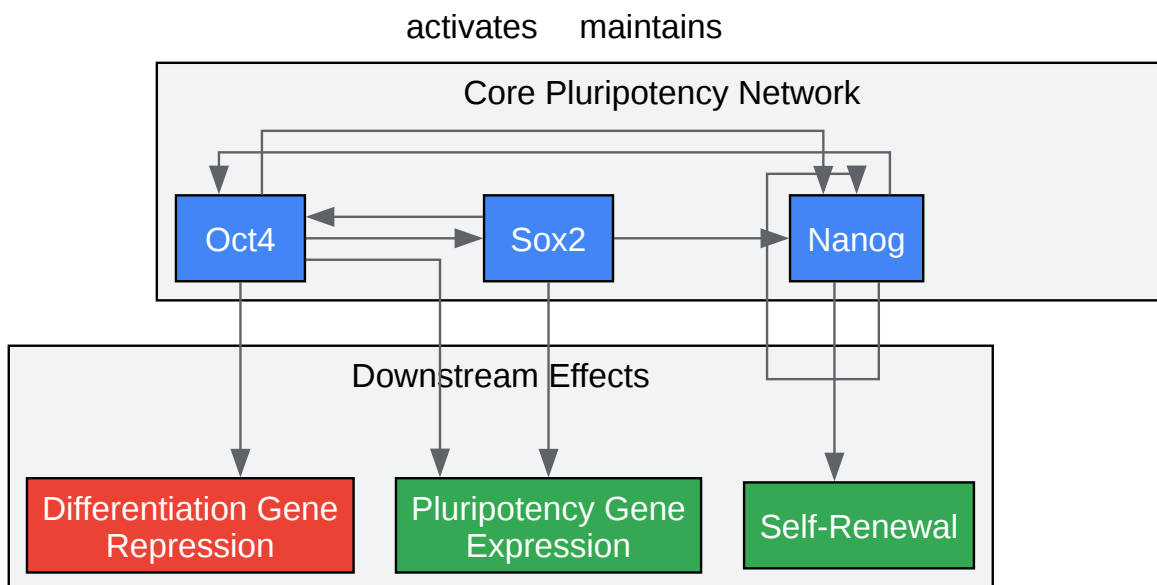 activates maintains
Core Pluripotency Network
Oct4 Sox2 Nanog
Downstream Effects
Differentiation Gene
Repression
Pluripotency Gene
Expression
Self-Renewal